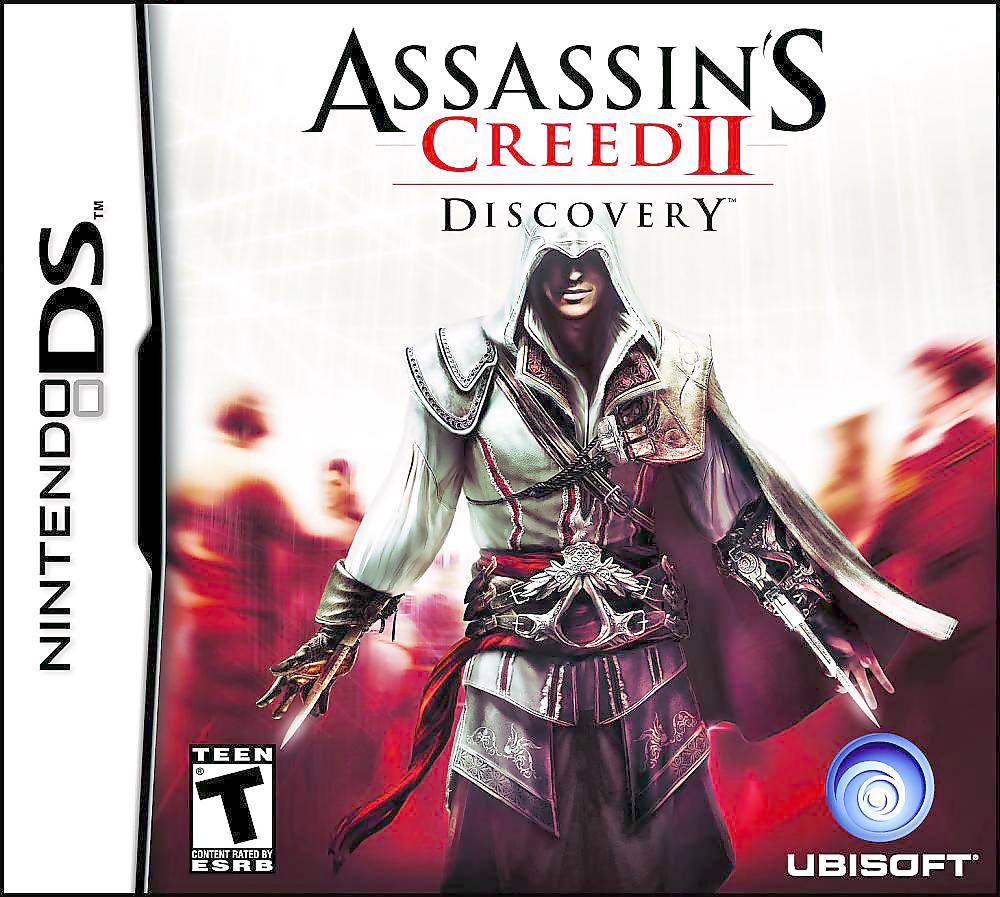 ASSASSIN'S
CREED® II
DISCOVERY™
NINTENDO DS™
TEEN
T®
CONTENT RATED BY
ESRB
UBISOFT®